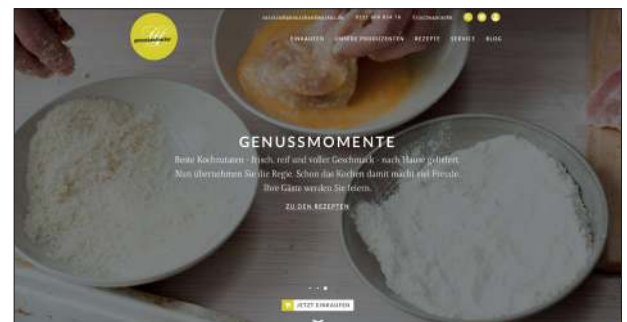 EINKAUFEN UNSERE PRODUZENTEN REZEPTE SERVICE BLOG
GENUSSMOMENTE
Beste Kochzutaten - frisch, reif und voller Geschmack - nach Hause geliefert.
Nun übernehmen Sie die Regie. Schon das Kochen damit macht viel Freude.
Ihre Gäste werden Sie feiern.
ZU DEN REZEPTEN
JETZT EINKAUFEN